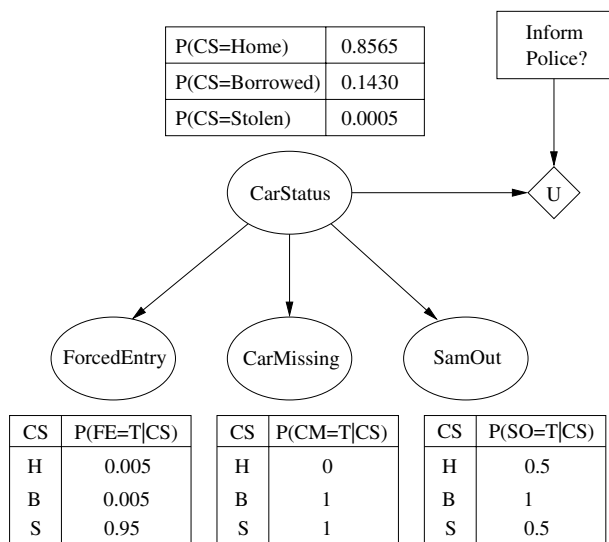 P(CS=Home) 0.8565
P(CS=Borrowed) 0.1430
P(CS=Stolen) 0.0005
Inform
Police?
CarStatus
U
ForcedEntry
CarMissing
SamOut
CS P(FE=T|CS)
H 0.005
B 0.005
S 0.95
CS P(CM=T|CS)
H 0
B 1
S 1
CS P(SO=T|CS)
H 0.5
B 1
S 0.5